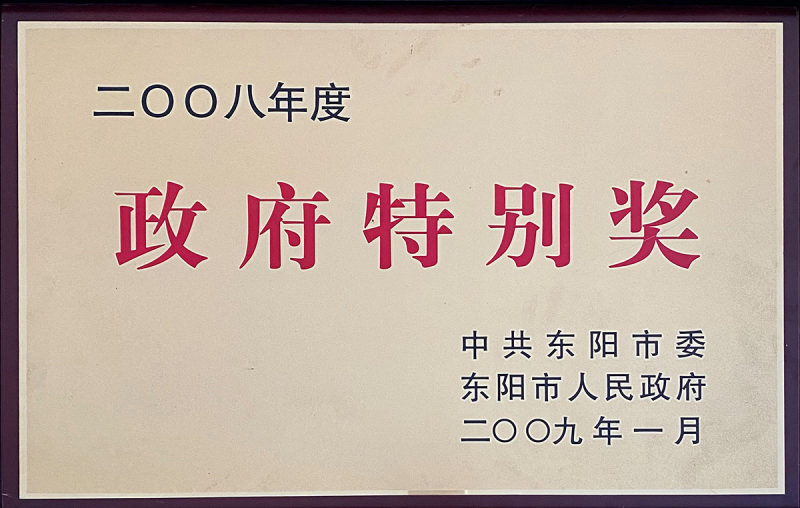 二〇〇八年度
政府特别奖
中共东阳市委
东阳市人民政府
二〇〇九年一月